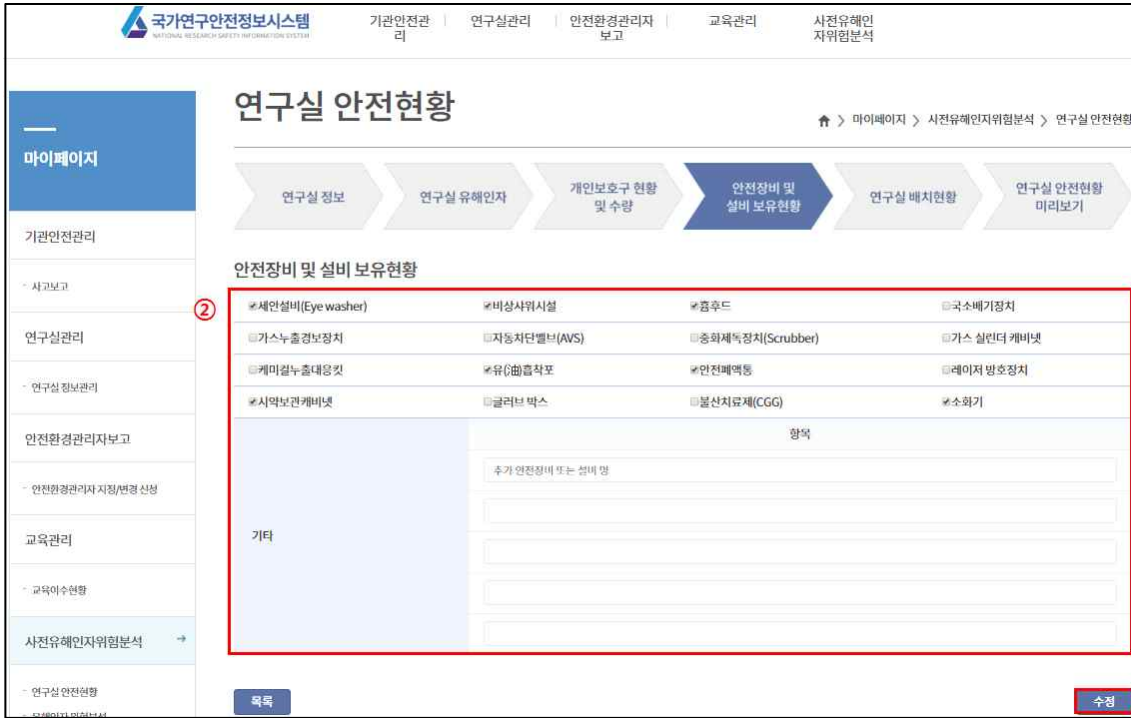 국가연구안전정보시스템
NATIONAL RESEARCH SAFETY INFORMATION SYSTEM
기관안전관리
연구실관리
안전환경관리자보고
교육관리
사전유해인자위험분석
연구실 안전현황
마이페이지 > 사전유해인자위험분석 > 연구실 안전현황
마이페이지
연구실 정보
연구실 유해인자
개인보호구 현황
및 수량
안전장비 및
설비 보유현황
연구실 배치현황
연구실 안전현황
미리보기
기관안전관리
- 사고보고
연구실관리
- 연구실 정보관리
안전환경관리자보고
- 안전환경관리자 지정/변경 신청
교육관리
- 교육이수현황
사전유해인자위험분석 →
- 연구실 안전현황
- 유해인자 위험분석
안전장비 및 설비 보유현황
②
세안설비(Eye washer) 비상샤워시설 흄후드 국소배기장치
가스누출경보장치 자동차단밸브(AVS) 중화제독장치(Scrubber) 가스 실린더 캐비넷
케미컬누출대응킷 유(油)흡착포 안전폐액통 레이저 방호장치
시약보관캐비넷 글러브 박스 불산치료제(CGG) 소화기
항목
추가 안전장비 또는 설비 명
기타
목록
수정